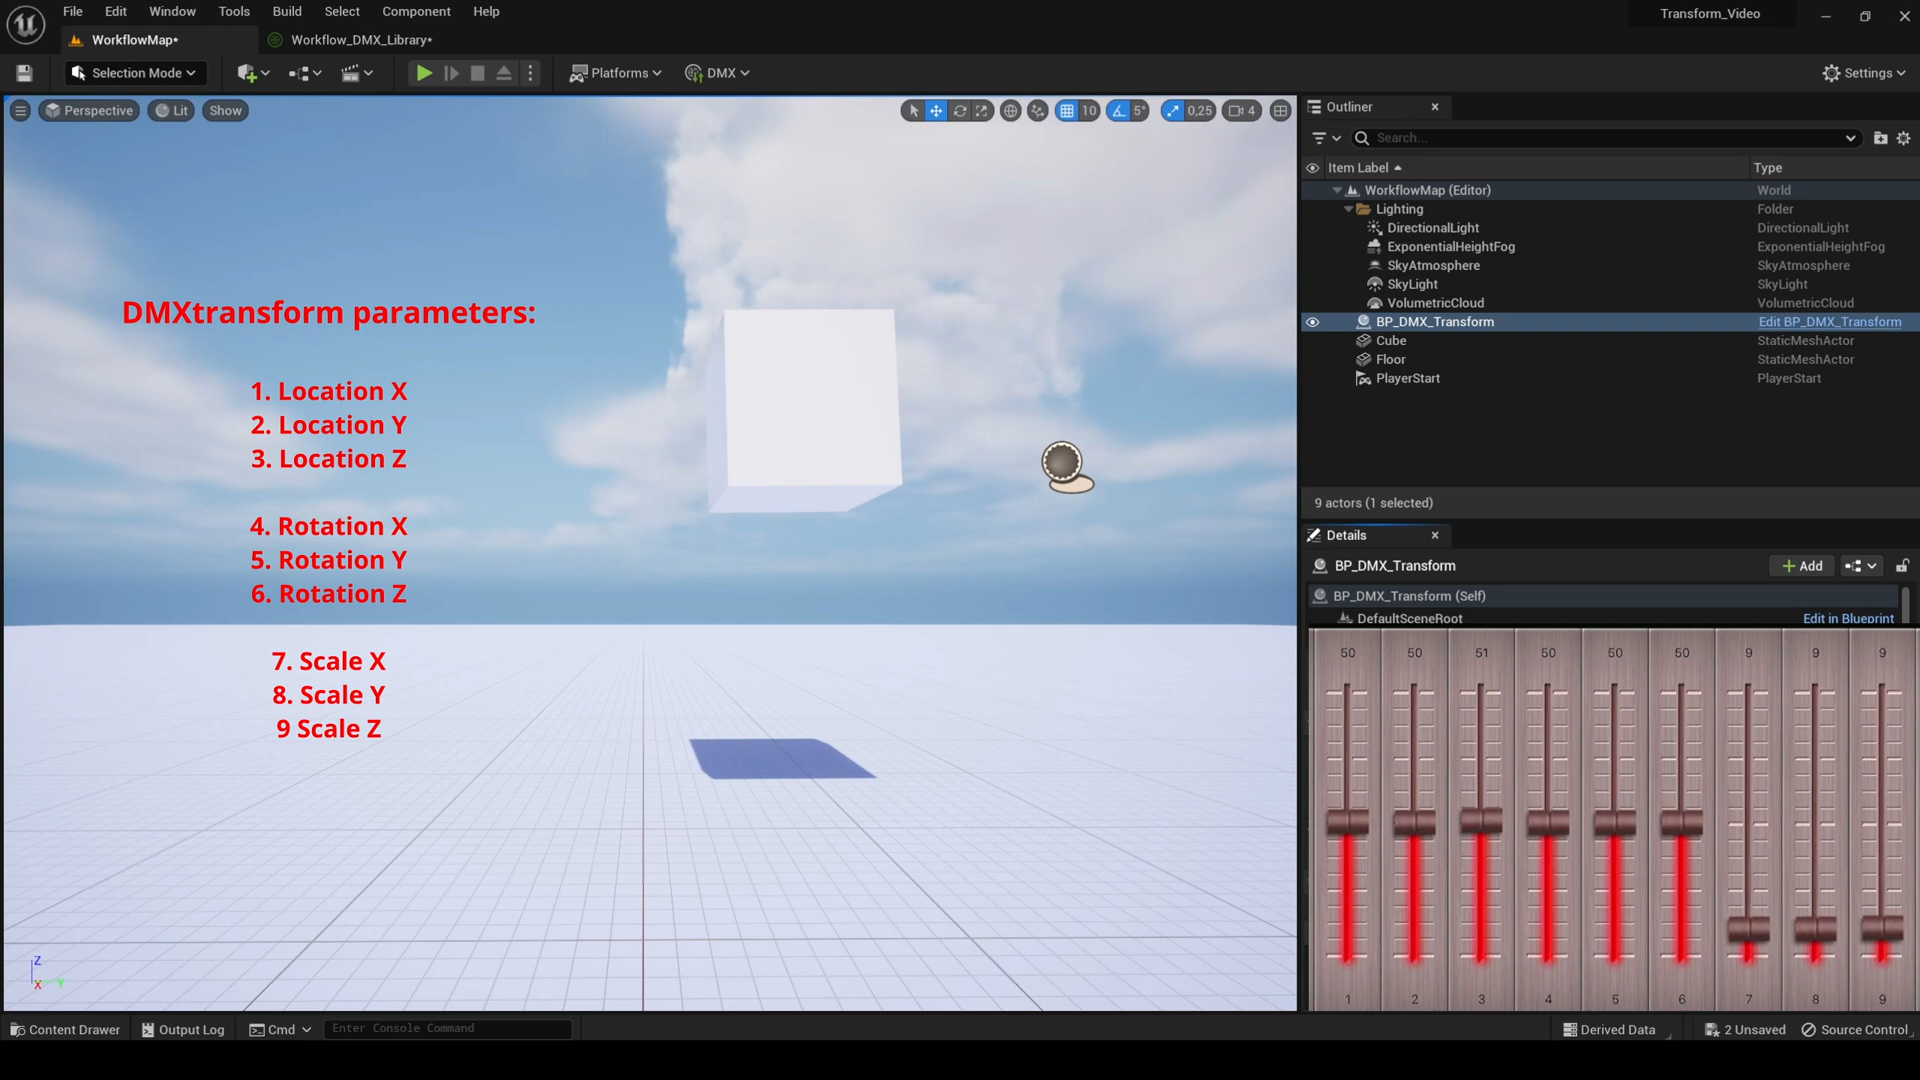 File Edit Window Tools Build Select Component Help
Transform_Video
WorkflowMap* Workflow_DMX_Library*
Selection Mode Platforms DMX Settings
Perspective Lit Show 10 5° 0,25 4
Outliner
Search...
Item Label Type
WorkflowMap (Editor) World
Lighting Folder
DirectionalLight DirectionalLight
ExponentialHeightFog ExponentialHeightFog
SkyAtmosphere SkyAtmosphere
SkyLight SkyLight
VolumetricCloud VolumetricCloud
BP_DMX_Transform Edit BP_DMX_Transform
Cube StaticMeshActor
Floor StaticMeshActor
PlayerStart PlayerStart
9 actors (1 selected)
Details
BP_DMX_Transform Add
BP_DMX_Transform (Self)
DefaultSceneRoot Edit in Blueprint
50 50 51 50 50 50 9 9 9
1 2 3 4 5 6 7 8 9
DMXtransform parameters:
1. Location X
2. Location Y
3. Location Z
4. Rotation X
5. Rotation Y
6. Rotation Z
7. Scale X
8. Scale Y
9 Scale Z
Z
X Y
Content Drawer Output Log Cmd Enter Console Command Derived Data 2 Unsaved Source Control